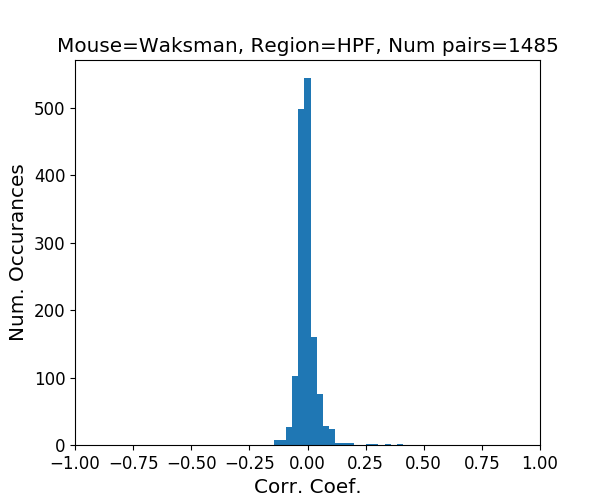 Mouse=Waksman, Region=HPF, Num pairs=1485
Num. Occurances
500
400
300
200
100
0
−1.00 −0.75 −0.50 −0.25 0.00 0.25 0.50 0.75 1.00
Corr. Coef.